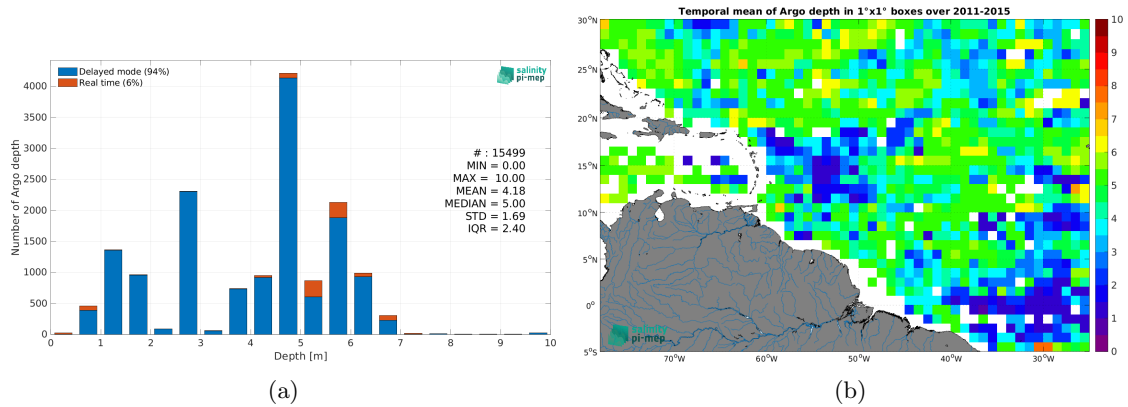 Delayed mode (94%)
Real time (6%)
salinity
pi-mep
Number of Argo depth
4000
3500
3000
2500
2000
1500
1000
500
0
# : 15499
MIN = 0.00
MAX = 10.00
MEAN = 4.18
MEDIAN = 5.00
STD = 1.69
IQR = 2.40
0 1 2 3 4 5 6 7 8 9 10
Depth [m]
(a)
Temporal mean of Argo depth in 1°x1° boxes over 2011-2015
30°N
25°N
20°N
15°N
10°N
5°N
0°
5°S
salinity
pi-mep
70°W 60°W 50°W 40°W 30°W
10
9
8
7
6
5
4
3
2
1
0
(b)